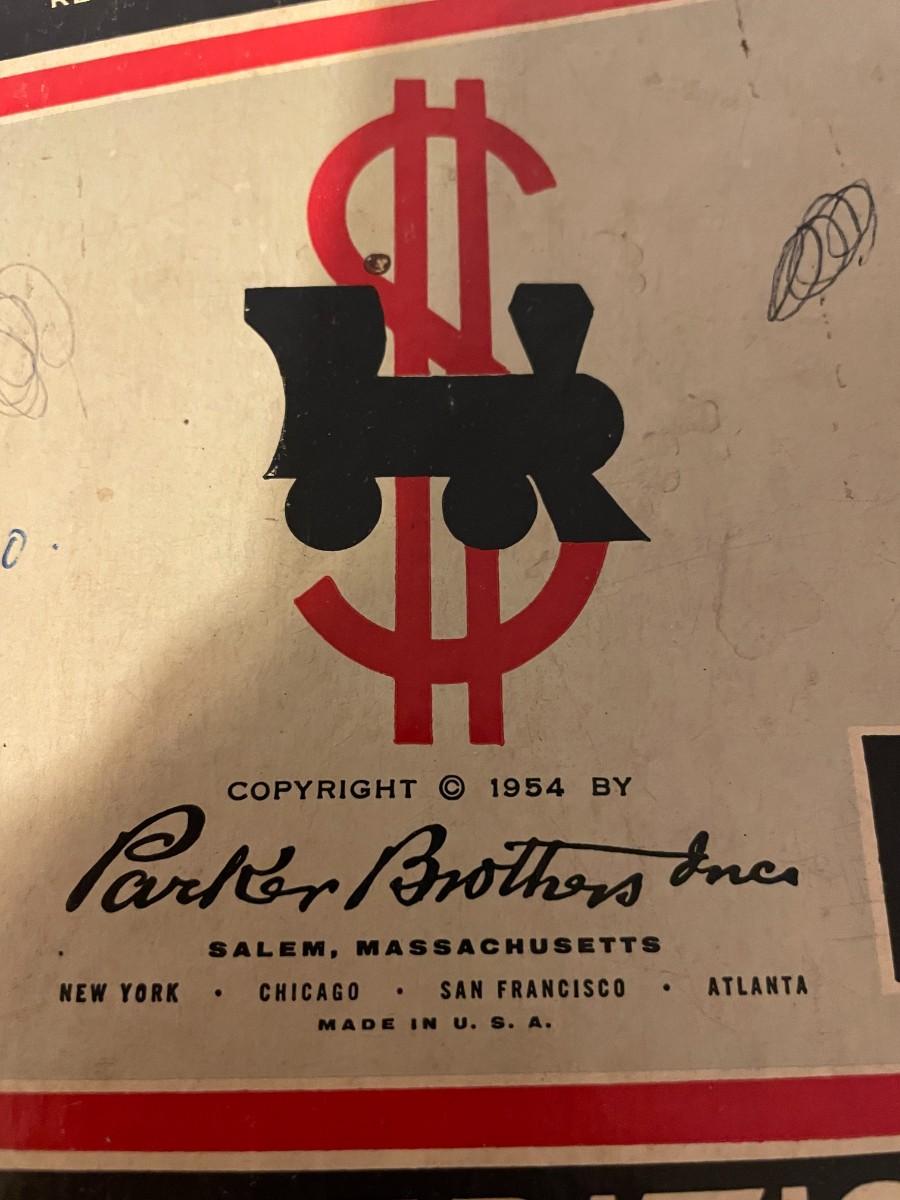 COPYRIGHT © 1954 BY
Parker Brothers Inc.
SALEM, MASSACHUSETTS
NEW YORK • CHICAGO • SAN FRANCISCO • ATLANTA
MADE IN U. S. A.